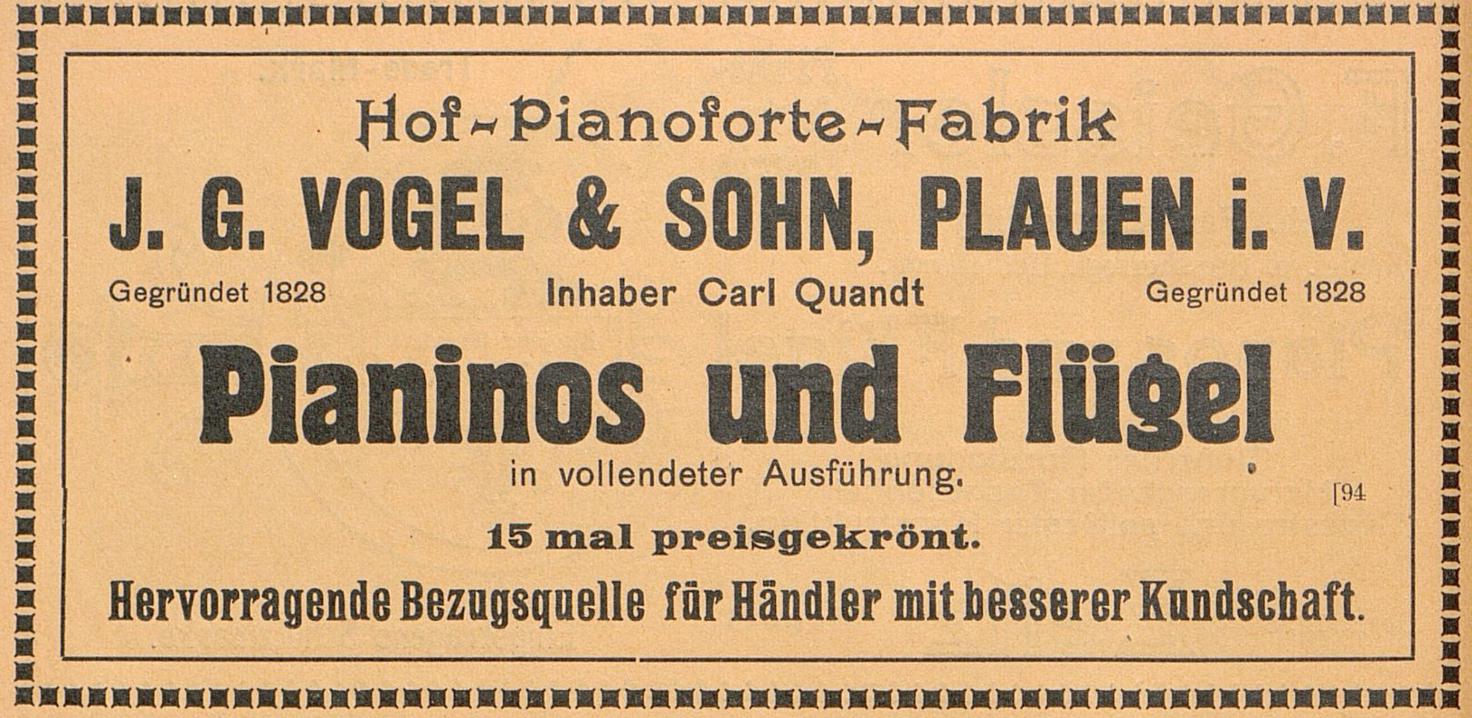 Hof-Pianoforte-Fabrik
J. G. VOGEL & SOHN, PLAUEN i. V.
Gegründet 1828 Inhaber Carl Quandt Gegründet 1828
Pianinos und Flügel
in vollendeter Ausführung.
[94
15 mal preisgekrönt.
Hervorragende Bezugsquelle für Händler mit besserer Kundschaft.